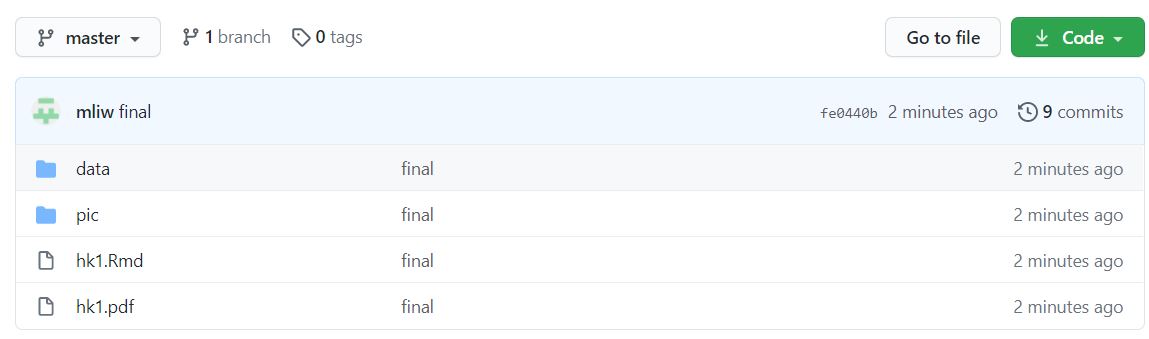 master 1 branch 0 tags Go to file Code
mliw final fe0440b 2 minutes ago 9 commits
data final 2 minutes ago
pic final 2 minutes ago
hk1.Rmd final 2 minutes ago
hk1.pdf final 2 minutes ago